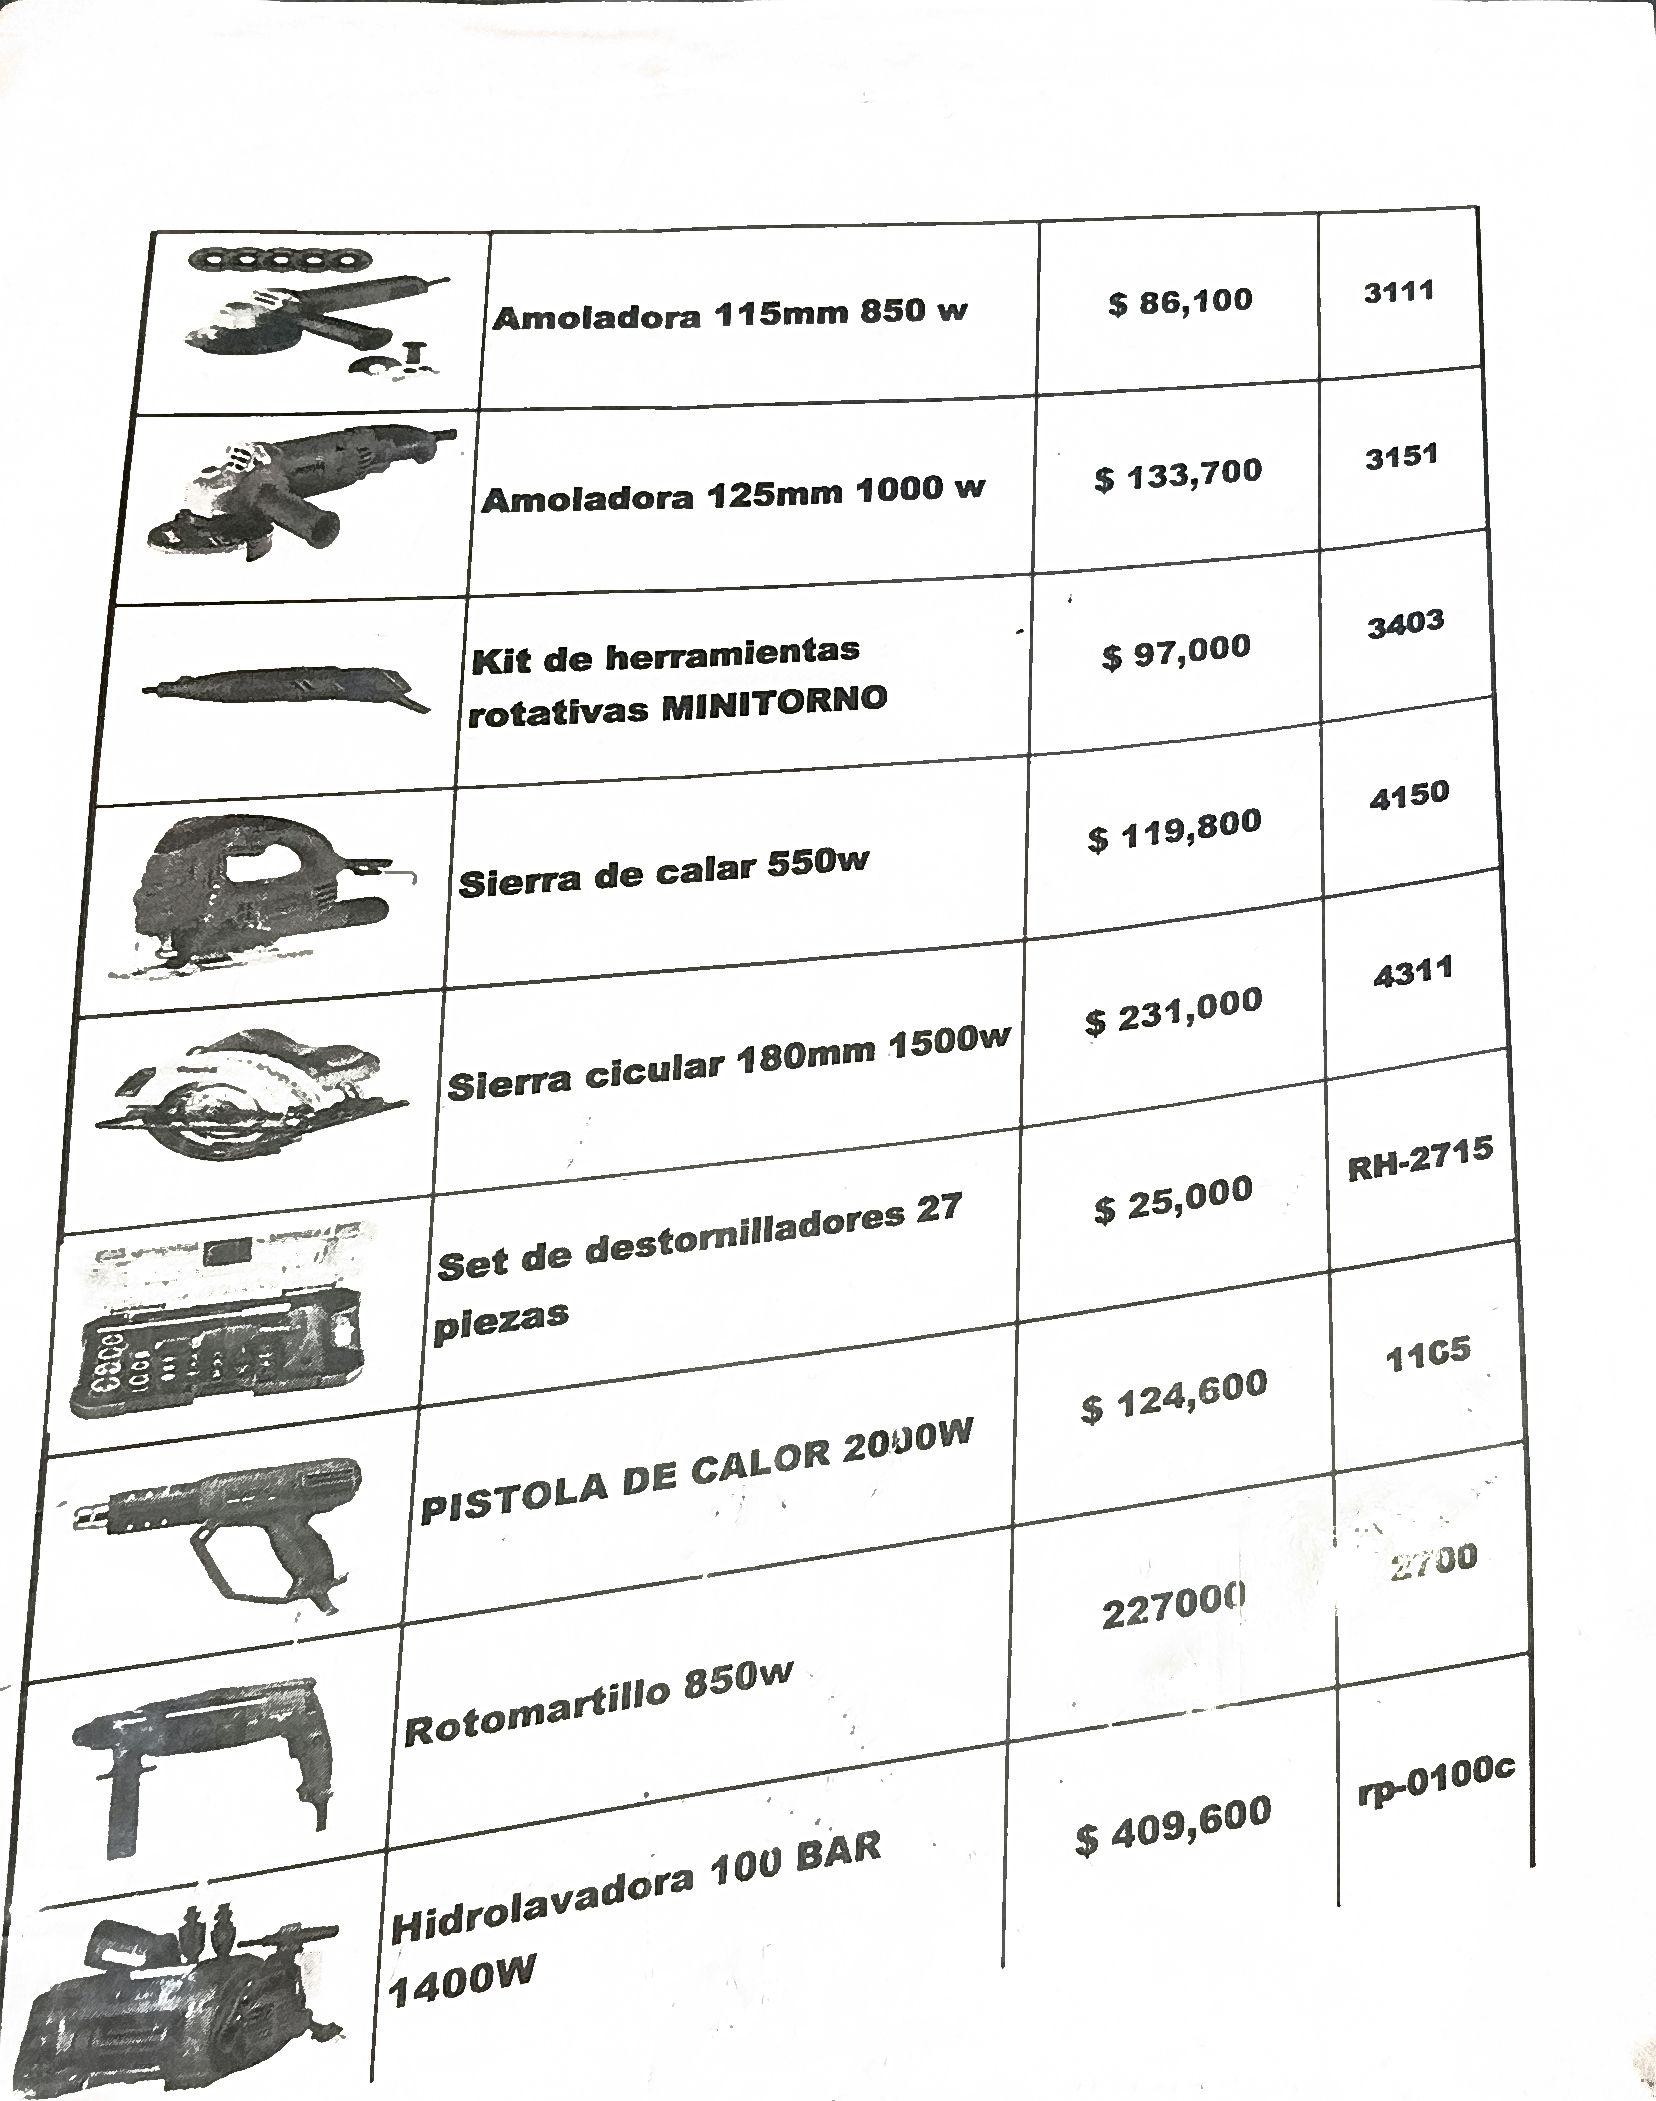 Amoladora 115mm 850 w $ 86,100 3111
Amoladora 125mm 1000 w $ 133,700 3151
Kit de herramientas
rotativas MINITORNO $ 97,000 3403
Sierra de calar 550w $ 119,800 4150
Sierra cicular 180mm 1500w $ 231,000 4311
Set de destornilladores 27
piezas $ 25,000 RH-2715
PISTOLA DE CALOR 2000W $ 124,600 1105
Rotomartillo 850w 227000 2700
Hidrolavadora 100 BAR
1400W $ 409,600 rp-0100c